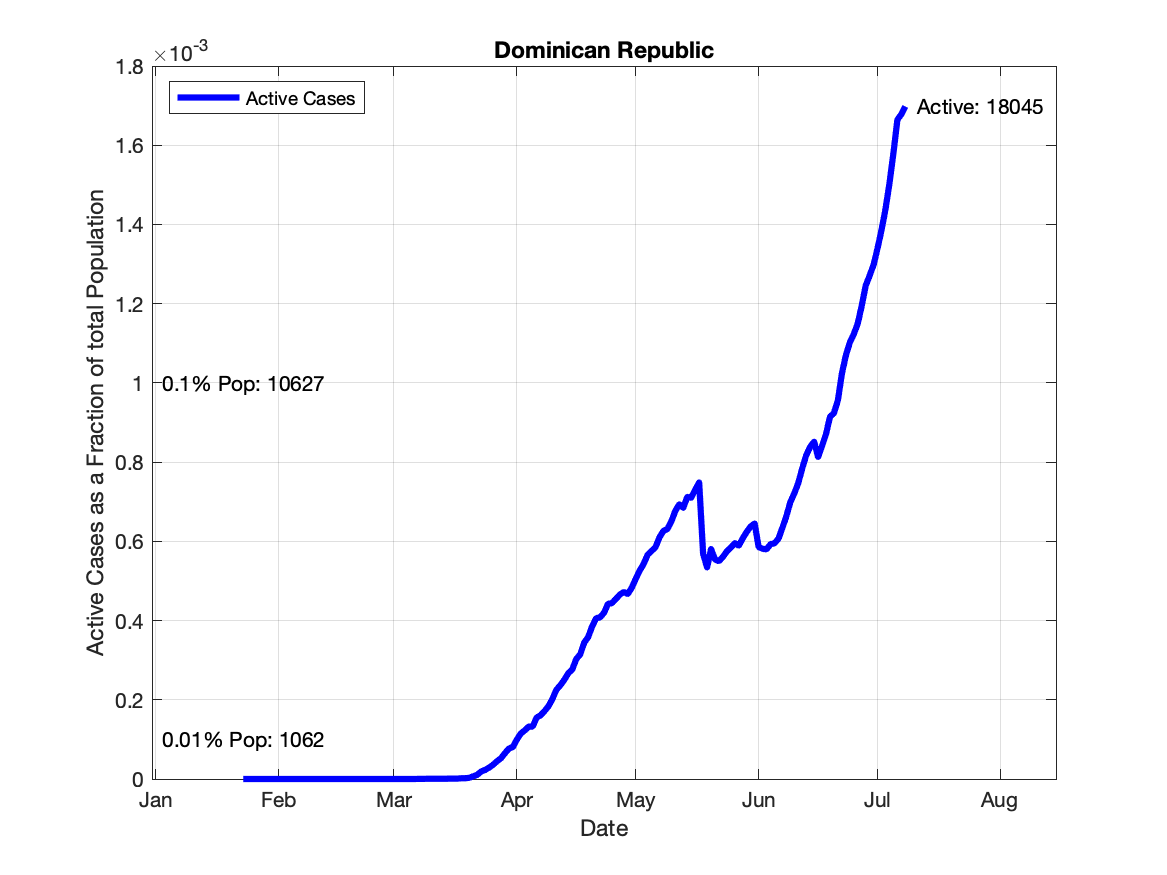 Dominican Republic
×10-3
1.8
1.6
1.4
1.2
1
0.8
0.6
0.4
0.2
0
Active Cases
Active: 18045
0.1% Pop: 10627
0.01% Pop: 1062
Active Cases as a Fraction of total Population
Jan Feb Mar Apr May Jun Jul Aug
Date